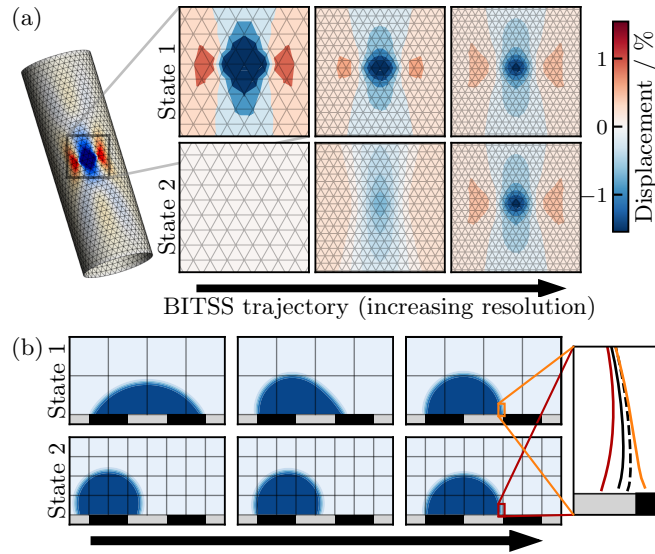 (a)
State 1
State 2
1
0
−1
Displacement / %
BITSS trajectory (increasing resolution)
(b)
State 1
State 2